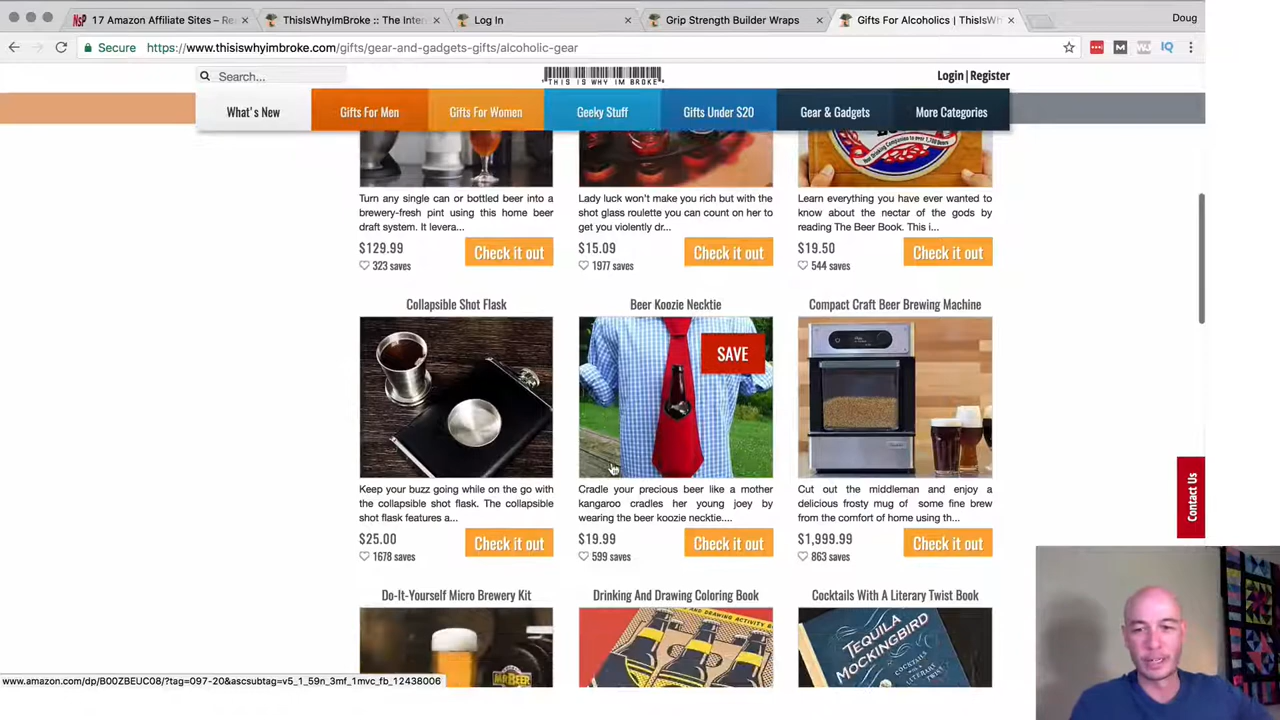 17 Amazon Affiliate Sites – Re
ThisIsWhyImBroke :: The Inter
Log In
Grip Strength Builder Wraps
Gifts For Alcoholics | ThisIsWh
Doug
Secure
https://www.thisiswhyimbroke.com/gifts/gear-and-gadgets-gifts/alcoholic-gear
Search...
THIS IS WHY IM BROKE
Login | Register
What's New
Gifts For Men
Gifts For Women
Geeky Stuff
Gifts Under $20
Gear & Gadgets
More Categories
Turn any single can or bottled beer into a
brewery-fresh pint using this home beer
draft system. It levera...
$129.99
323 saves
Check it out
Lady luck won't make you rich but with the
shot glass roulette you can count on her to
get you violently dr...
$15.09
1977 saves
Check it out
Learn everything you have ever wanted to
know about the nectar of the gods by
reading The Beer Book. This i...
$19.50
544 saves
Check it out
Collapsible Shot Flask
Keep your buzz going while on the go with
the collapsible shot flask. The collapsible
shot flask features a...
$25.00
1678 saves
Check it out
Beer Koozie Necktie
SAVE
Cradle your precious beer like a mother
kangaroo cradles her young joey by
wearing the beer koozie necktie....
$19.99
599 saves
Check it out
Compact Craft Beer Brewing Machine
Cut out the middleman and enjoy a
delicious frosty mug of some fine brew
from the comfort of home using th...
$1,999.99
863 saves
Check it out
Contact Us
Do-It-Yourself Micro Brewery Kit
MR.BEER
Drinking And Drawing Coloring Book
DRAWING ACTIVITY
Cocktails With A Literary Twist Book
TEQUILA
MOCKINGBIRD
www.amazon.com/dp/B00ZBEUC08/?tag=097-20&ascsubtag=v5_1_59n_3mf_1mvc_fb_12438006